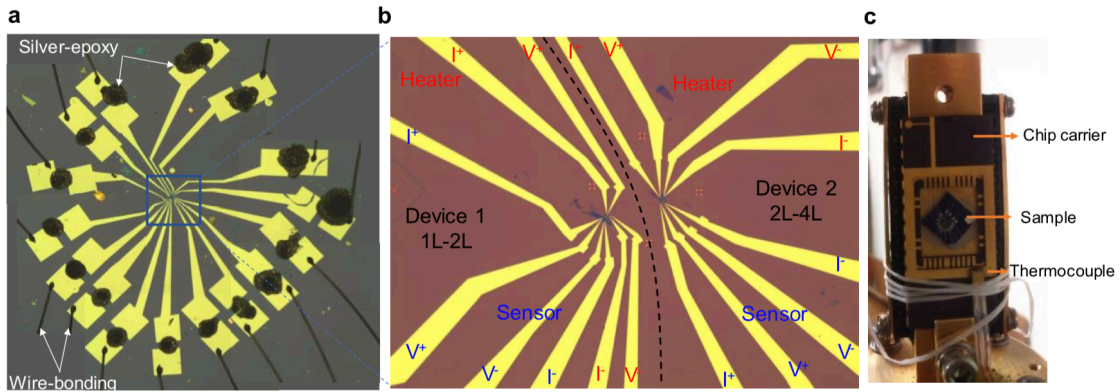 a
Silver-epoxy
Wire-bonding
b
I+
V+
I+
V+
V-
Heater
Heater
I+
I-
Device 1
1L-2L
Device 2
2L-4L
I-
Sensor
Sensor
V+
V-
I-
I-
V
I+
V+
V-
c
Chip carrier
Sample
Thermocouple